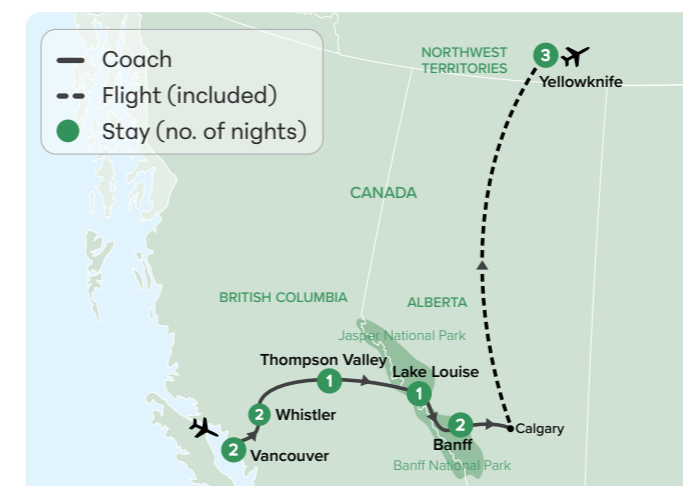 Coach
Flight (included)
Stay (no. of nights)
NORTHWEST
TERRITORIES
3
Yellowknife
CANADA
BRITISH COLUMBIA
ALBERTA
Jasper National Park
Thompson Valley
1
Lake Louise
1
2
Whistler
2
Banff
Calgary
2
Vancouver
Banff National Park